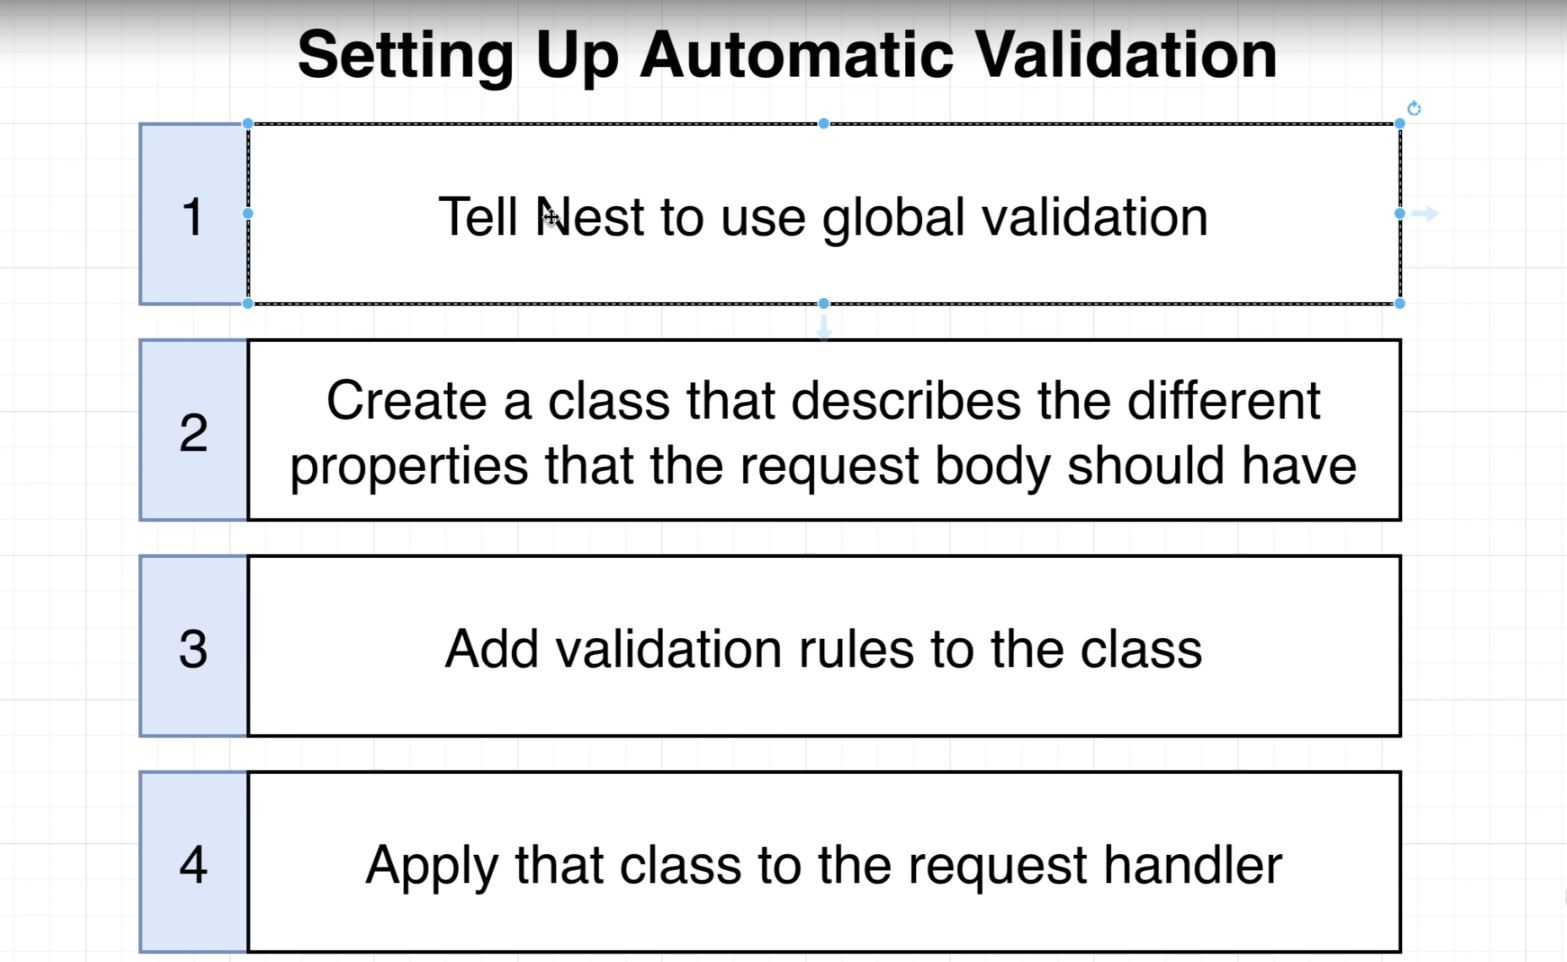 Setting Up Automatic Validation
1
Tell Nest to use global validation
2
Create a class that describes the different
properties that the request body should have
3
Add validation rules to the class
4
Apply that class to the request handler